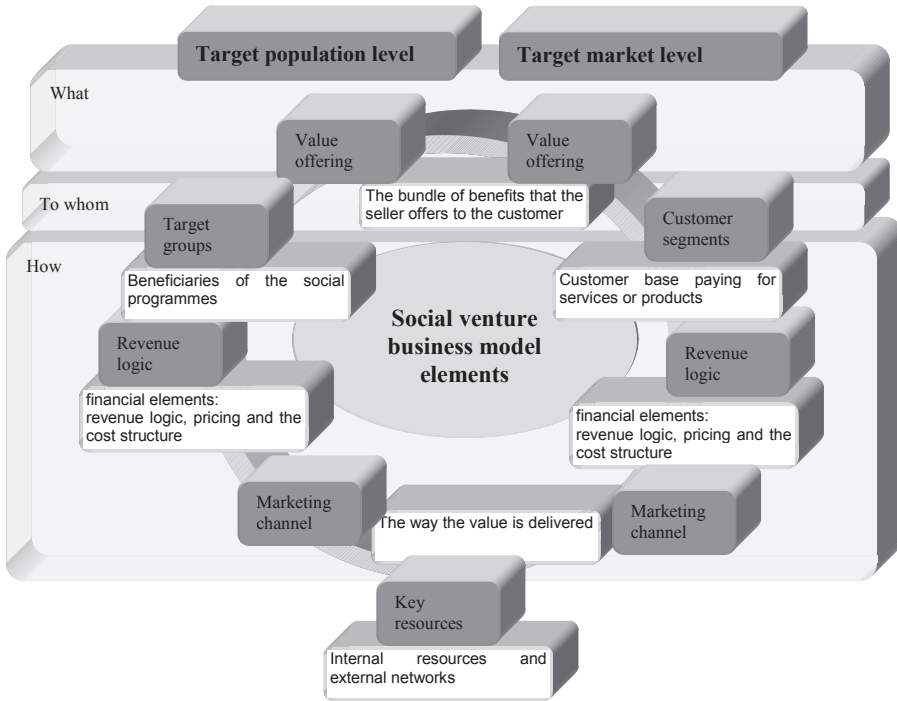 Target population level
Target market level
What
Value
offering
Value
offering
The bundle of benefits that the
seller offers to the customer
To whom
Target
groups
Customer
segments
How
Beneficiaries of the social
programmes
Customer base paying for
services or products
Social venture
business model
elements
Revenue
logic
Revenue
logic
financial elements:
revenue logic, pricing and the
cost structure
financial elements:
revenue logic, pricing and the
cost structure
Marketing
channel
The way the value is delivered
Marketing
channel
Key
resources
Internal resources and
external networks